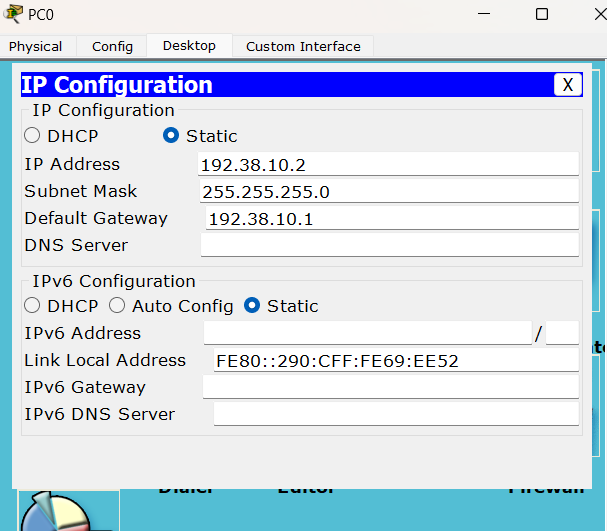 PC0
Physical Config Desktop Custom Interface
IP Configuration X
IP Configuration
DHCP Static
IP Address 192.38.10.2
Subnet Mask 255.255.255.0
Default Gateway 192.38.10.1
DNS Server
IPv6 Configuration
DHCP Auto Config Static
IPv6 Address /
Link Local Address FE80::290:CFF:FE69:EE52
IPv6 Gateway
IPv6 DNS Server
Dialer Editor Firewall